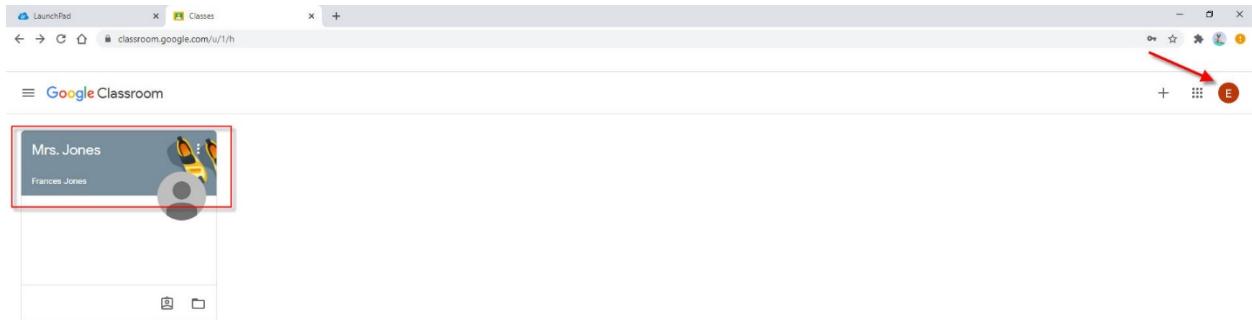 LaunchPad
Classes
classroom.google.com/u/1/h
Google Classroom
E
Mrs. Jones
Frances Jones